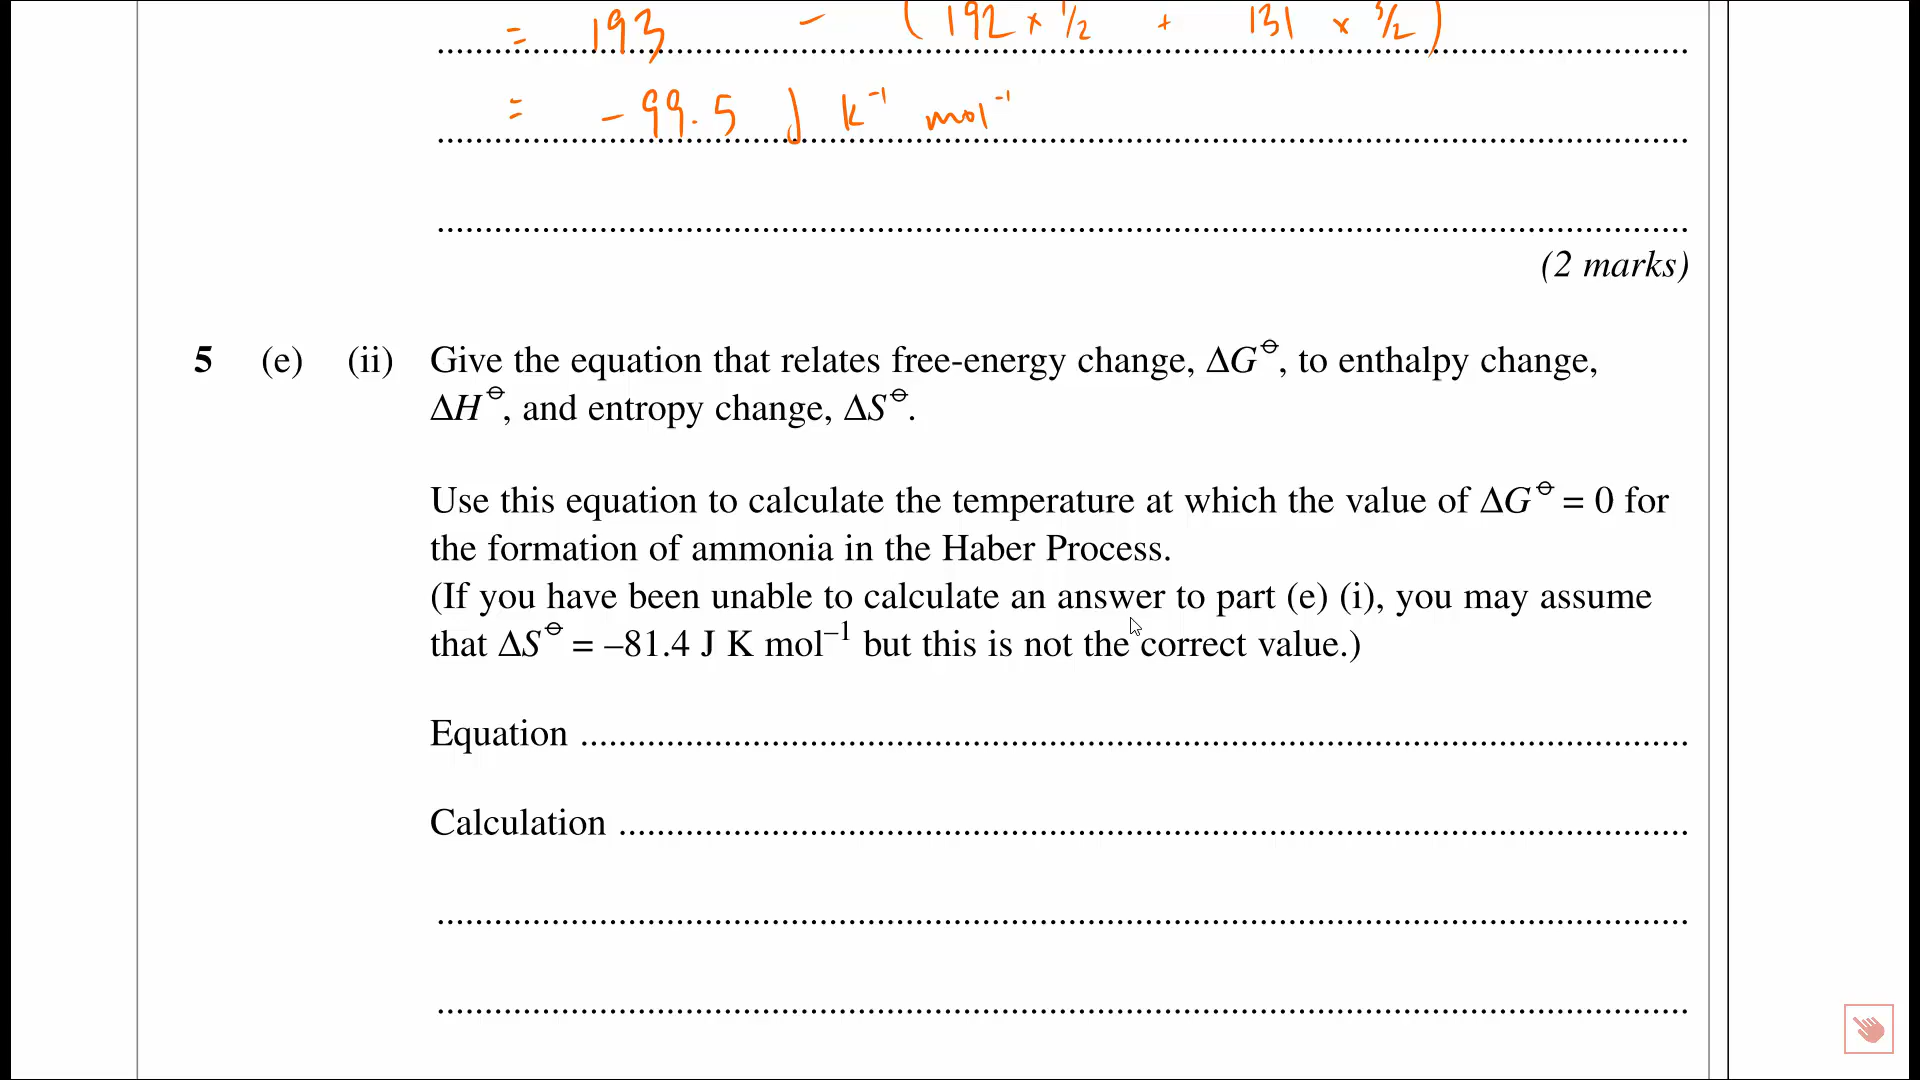 = 193 - (192 × 1/2 + 131 × 3/2)
= -99.5 J K⁻¹ mol⁻¹
(2 marks)
5 (e) (ii) Give the equation that relates free-energy change, ΔG⦵, to enthalpy change,
ΔH⦵, and entropy change, ΔS⦵.
Use this equation to calculate the temperature at which the value of ΔG⦵ = 0 for
the formation of ammonia in the Haber Process.
(If you have been unable to calculate an answer to part (e) (i), you may assume
that ΔS⦵ = –81.4 J K mol⁻¹ but this is not the correct value.)
Equation ..........
Calculation ..........